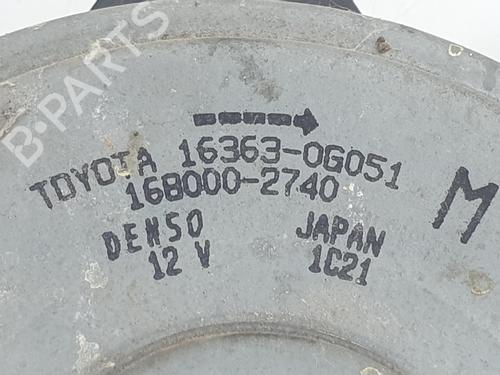 TOYOTA 16363-0G051
168000-2740
DENSO JAPAN
12 V 1C21
M
B-PARTS